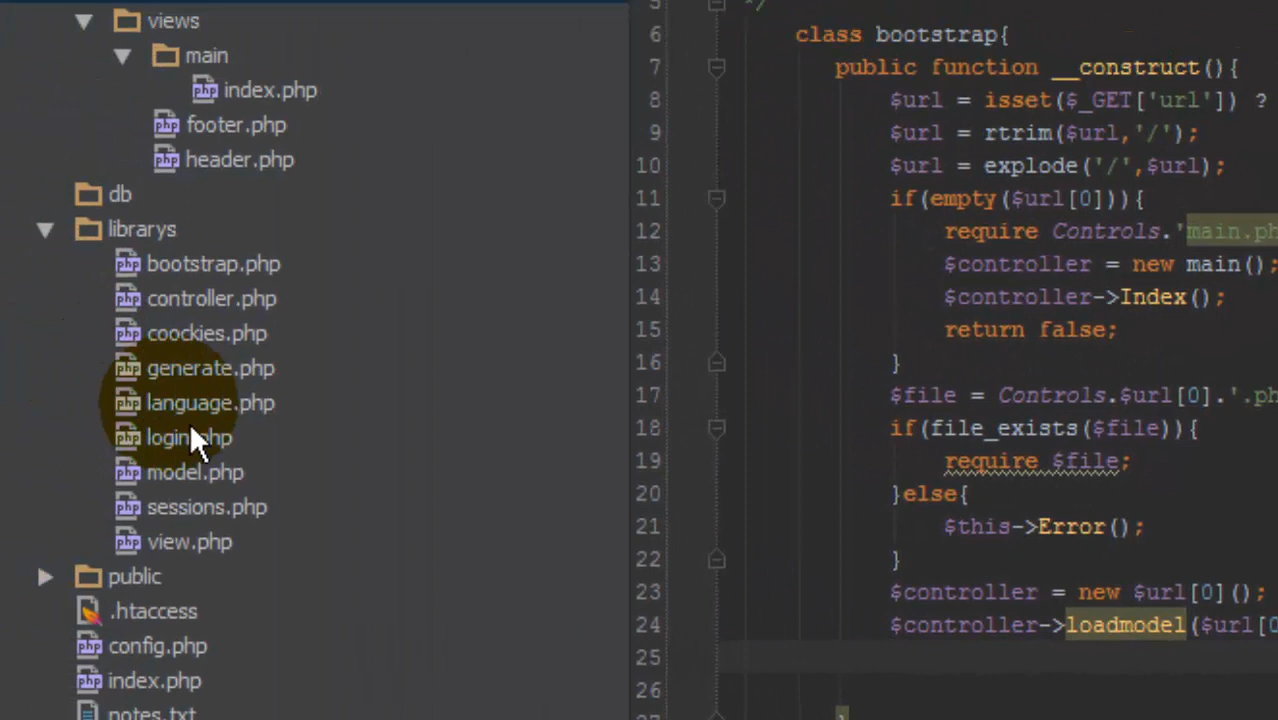 views
main
index.php
footer.php
header.php
db
librarys
bootstrap.php
controller.php
coockies.php
generate.php
language.php
login.php
model.php
sessions.php
view.php
public
.htaccess
config.php
index.php
notes.txt
5 */
6 class bootstrap{
7 public function __construct(){
8 $url = isset($_GET['url']) ?
9 $url = rtrim($url,'/');
10 $url = explode('/',$url);
11 if(empty($url[0])){
12 require Controls.'main.ph
13 $controller = new main();
14 $controller->Index();
15 return false;
16 }
17 $file = Controls.$url[0].'.ph
18 if(file_exists($file)){
19 require $file;
20 }else{
21 $this->Error();
22 }
23 $controller = new $url[0]();
24 $controller->loadmodel($url[0
25
26
27 }